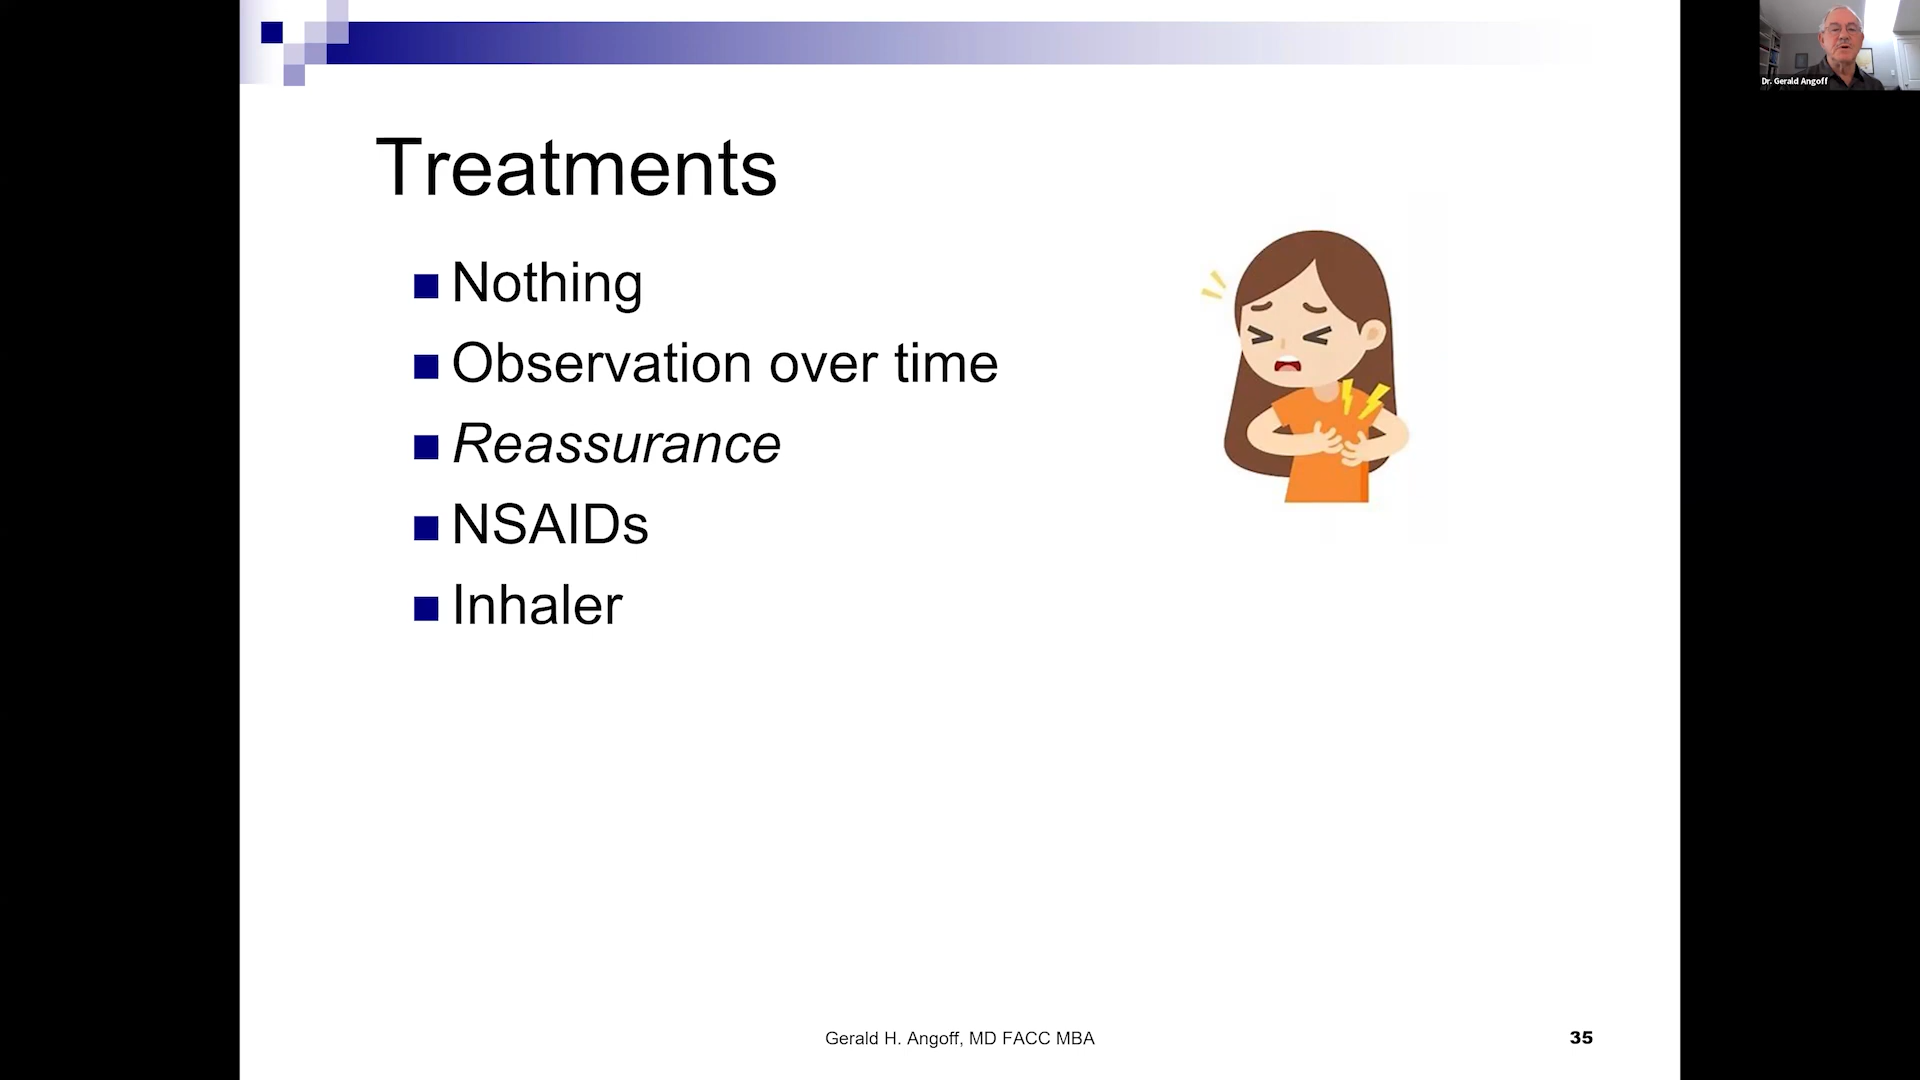 Dr. Gerald Angoff
Treatments
Nothing
Observation over time
Reassurance
NSAIDs
Inhaler
Gerald H. Angoff, MD FACC MBA
35